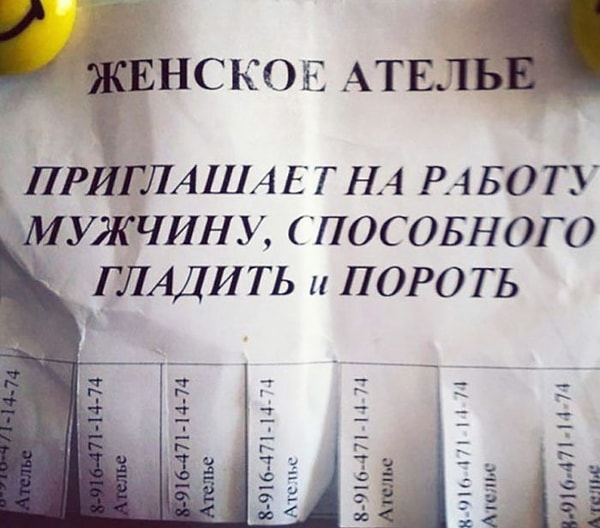 ЖЕНСКОЕ АТЕЛЬЕ
ПРИГЛАШАЕТ НА РАБОТУ
МУЖЧИНУ, СПОСОБНОГО
ГЛАДИТЬ и ПОРОТЬ
8-916-471-14-74
Ателье
8-916-471-14-74
Ателье
8-916-471-14-74
Ателье
8-916-471-14-74
Ателье
8-916-471-14-74
Ателье
8-916-471-14-74
Ателье
8-916-471-14-74
Ателье